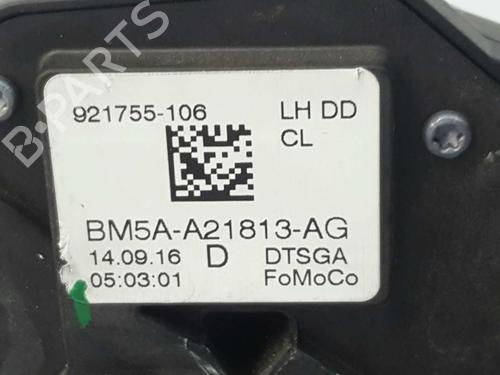 921755-106 LH DD
CL
BM5A-A21813-AG
14.09.16 D DTSGA
05:03:01 FoMoCo
B-PARTS